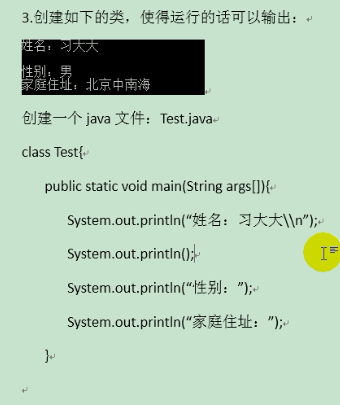 3.创建如下的类，使得运行的话可以输出：
姓名：习大大
性别：男
家庭住址：北京中南海
创建一个 java 文件：Test.java
class Test{
public static void main(String args[]){
System.out.println(“姓名：习大大\\n”);
System.out.println();
System.out.println(“性别：”);
System.out.println(“家庭住址：”);
}